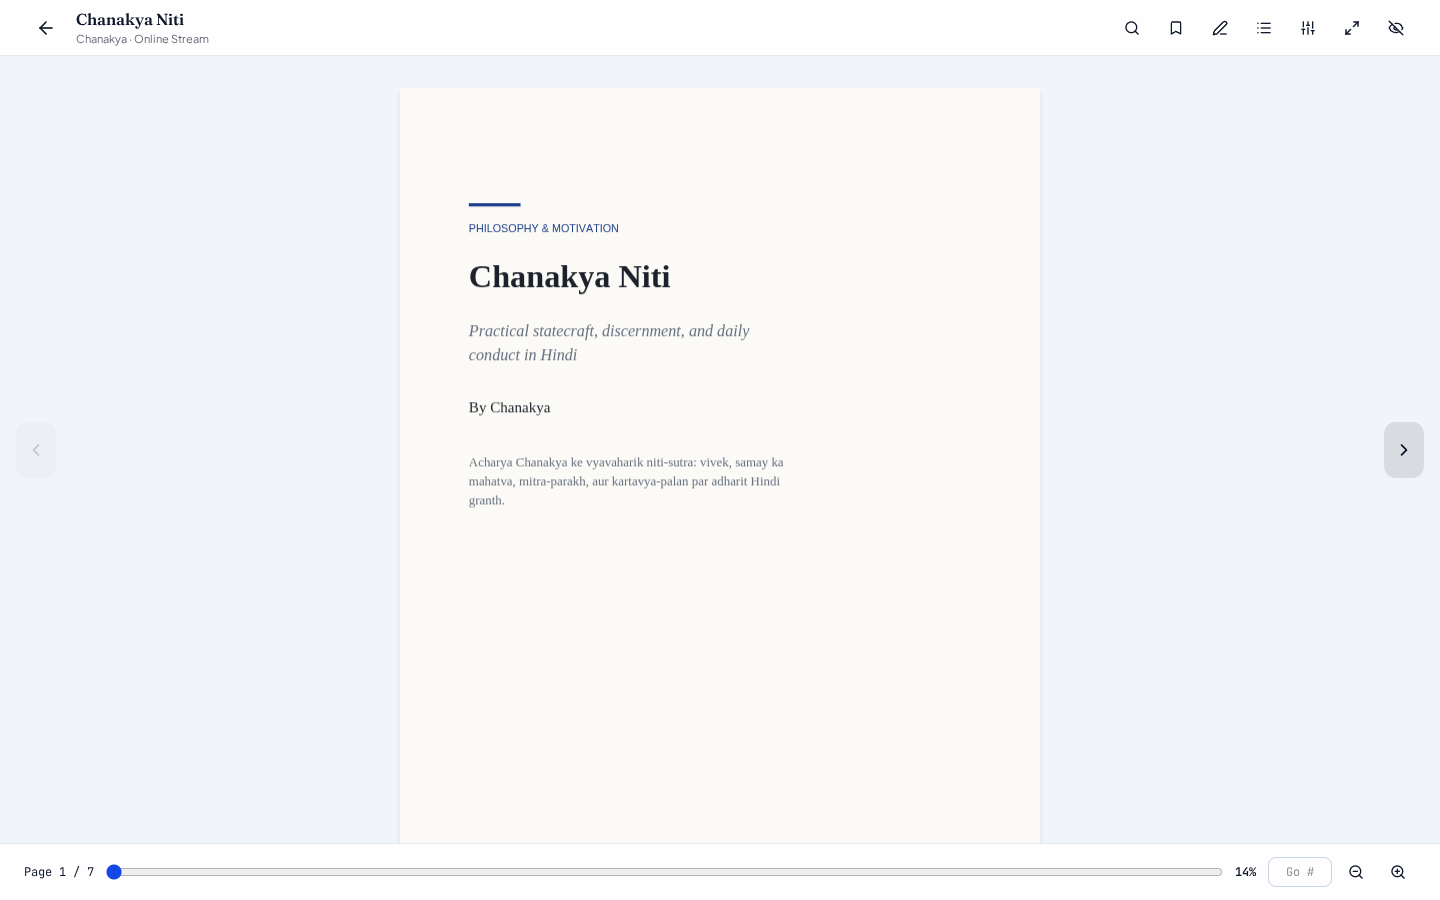 Chanakya Niti
Chanakya · Online Stream
PHILOSOPHY & MOTIVATION
Chanakya Niti
Practical statecraft, discernment, and daily
conduct in Hindi
By Chanakya
Acharya Chanakya ke vyavaharik niti-sutra: vivek, samay ka
mahatva, mitra-parakh, aur kartavya-palan par adharit Hindi
granth.
Page 1 / 7
14%
Go #